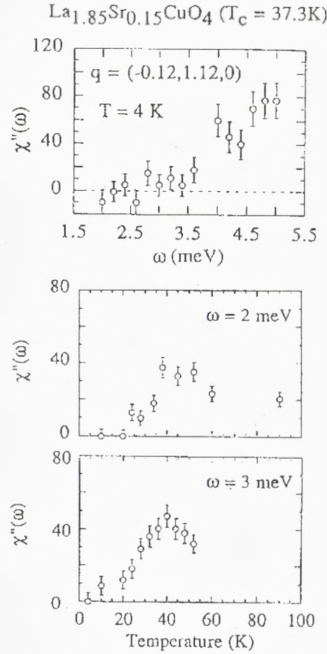 La1.85Sr0.15CuO4 (Tc = 37.3K)
120
80
40
0
χ"(ω)
q = (-0.12,1.12,0)
T = 4 K
1.5 2.5 3.5 4.5 5.5
ω (meV)
80
40
0
χ"(ω)
ω = 2 meV
80
40
0
χ"(ω)
ω = 3 meV
0 20 40 60 80 100
Temperature (K)